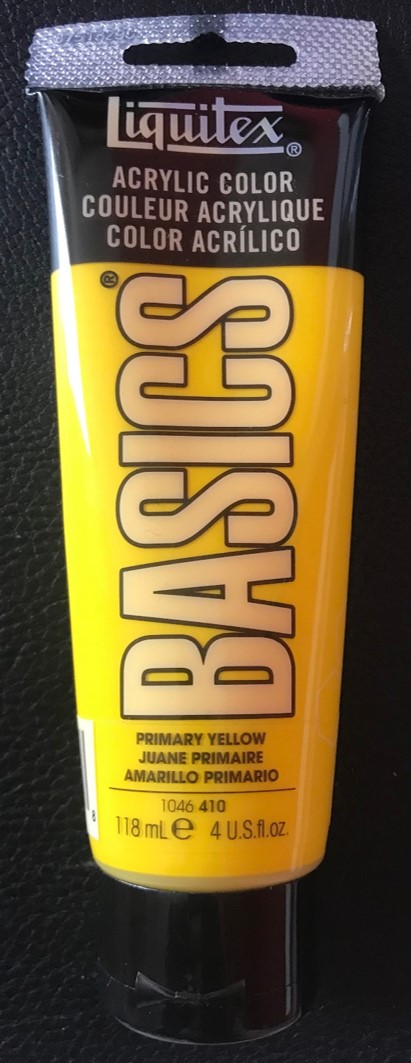 Liquitex®
ACRYLIC COLOR
COULEUR ACRYLIQUE
COLOR ACRÍLICO
BASICS®
PRIMARY YELLOW
JUANE PRIMAIRE
AMARILLO PRIMARIO
1046 410
118 mL e 4 U.S.fl.oz.
8